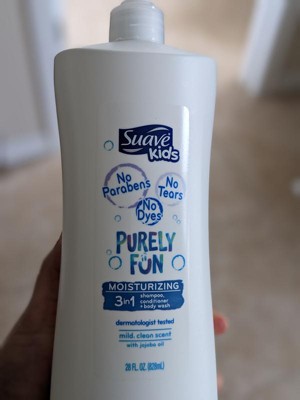 Suave
Kids
No
Parabens
No
Tears
No
Dyes
PURELY
FUN
MOISTURIZING
3in1 shampoo,
conditioner
+ body wash
dermatologist tested
mild, clean scent
with jojoba oil
28 FL. OZ. (828mL)